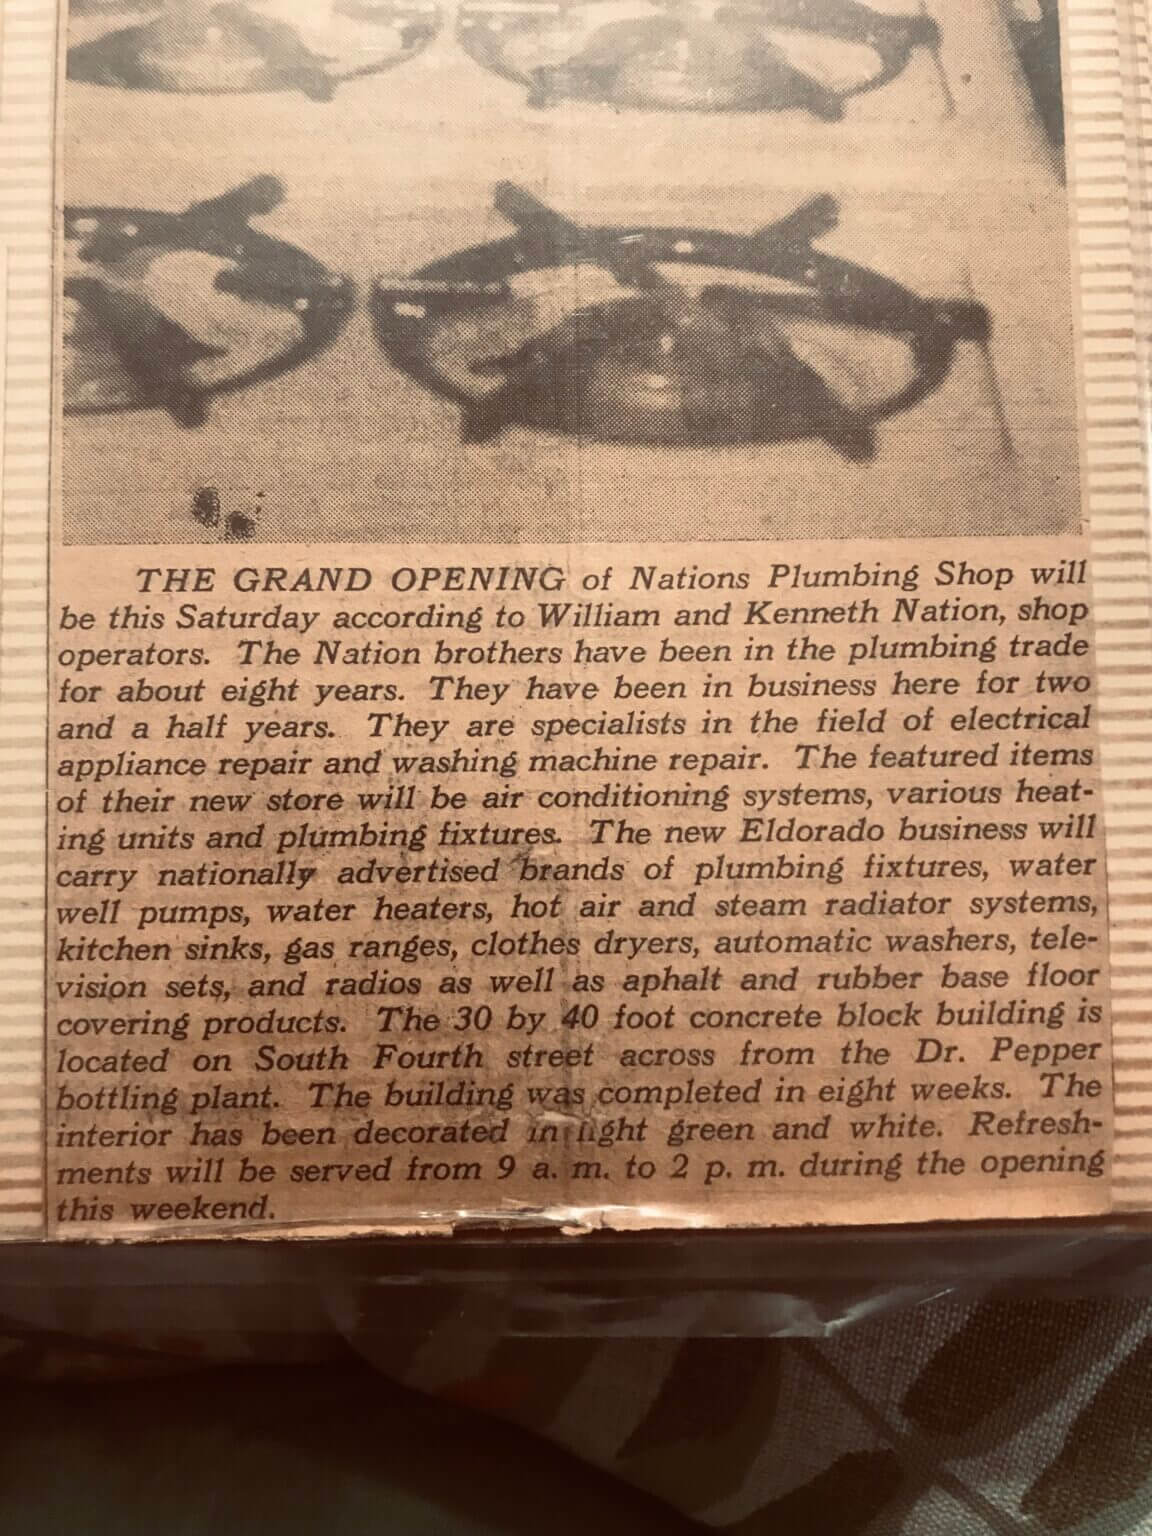 THE GRAND OPENING of Nations Plumbing Shop will
be this Saturday according to William and Kenneth Nation, shop
operators. The Nation brothers have been in the plumbing trade
for about eight years. They have been in business here for two
and a half years. They are specialists in the field of electrical
appliance repair and washing machine repair. The featured items
of their new store will be air conditioning systems, various heat-
ing units and plumbing fixtures. The new Eldorado business will
carry nationally advertised brands of plumbing fixtures, water
well pumps, water heaters, hot air and steam radiator systems,
kitchen sinks, gas ranges, clothes dryers, automatic washers, tele-
vision sets, and radios as well as aphalt and rubber base floor
covering products. The 30 by 40 foot concrete block building is
located on South Fourth street across from the Dr. Pepper
bottling plant. The building was completed in eight weeks. The
interior has been decorated in light green and white. Refresh-
ments will be served from 9 a. m. to 2 p. m. during the opening
this weekend.